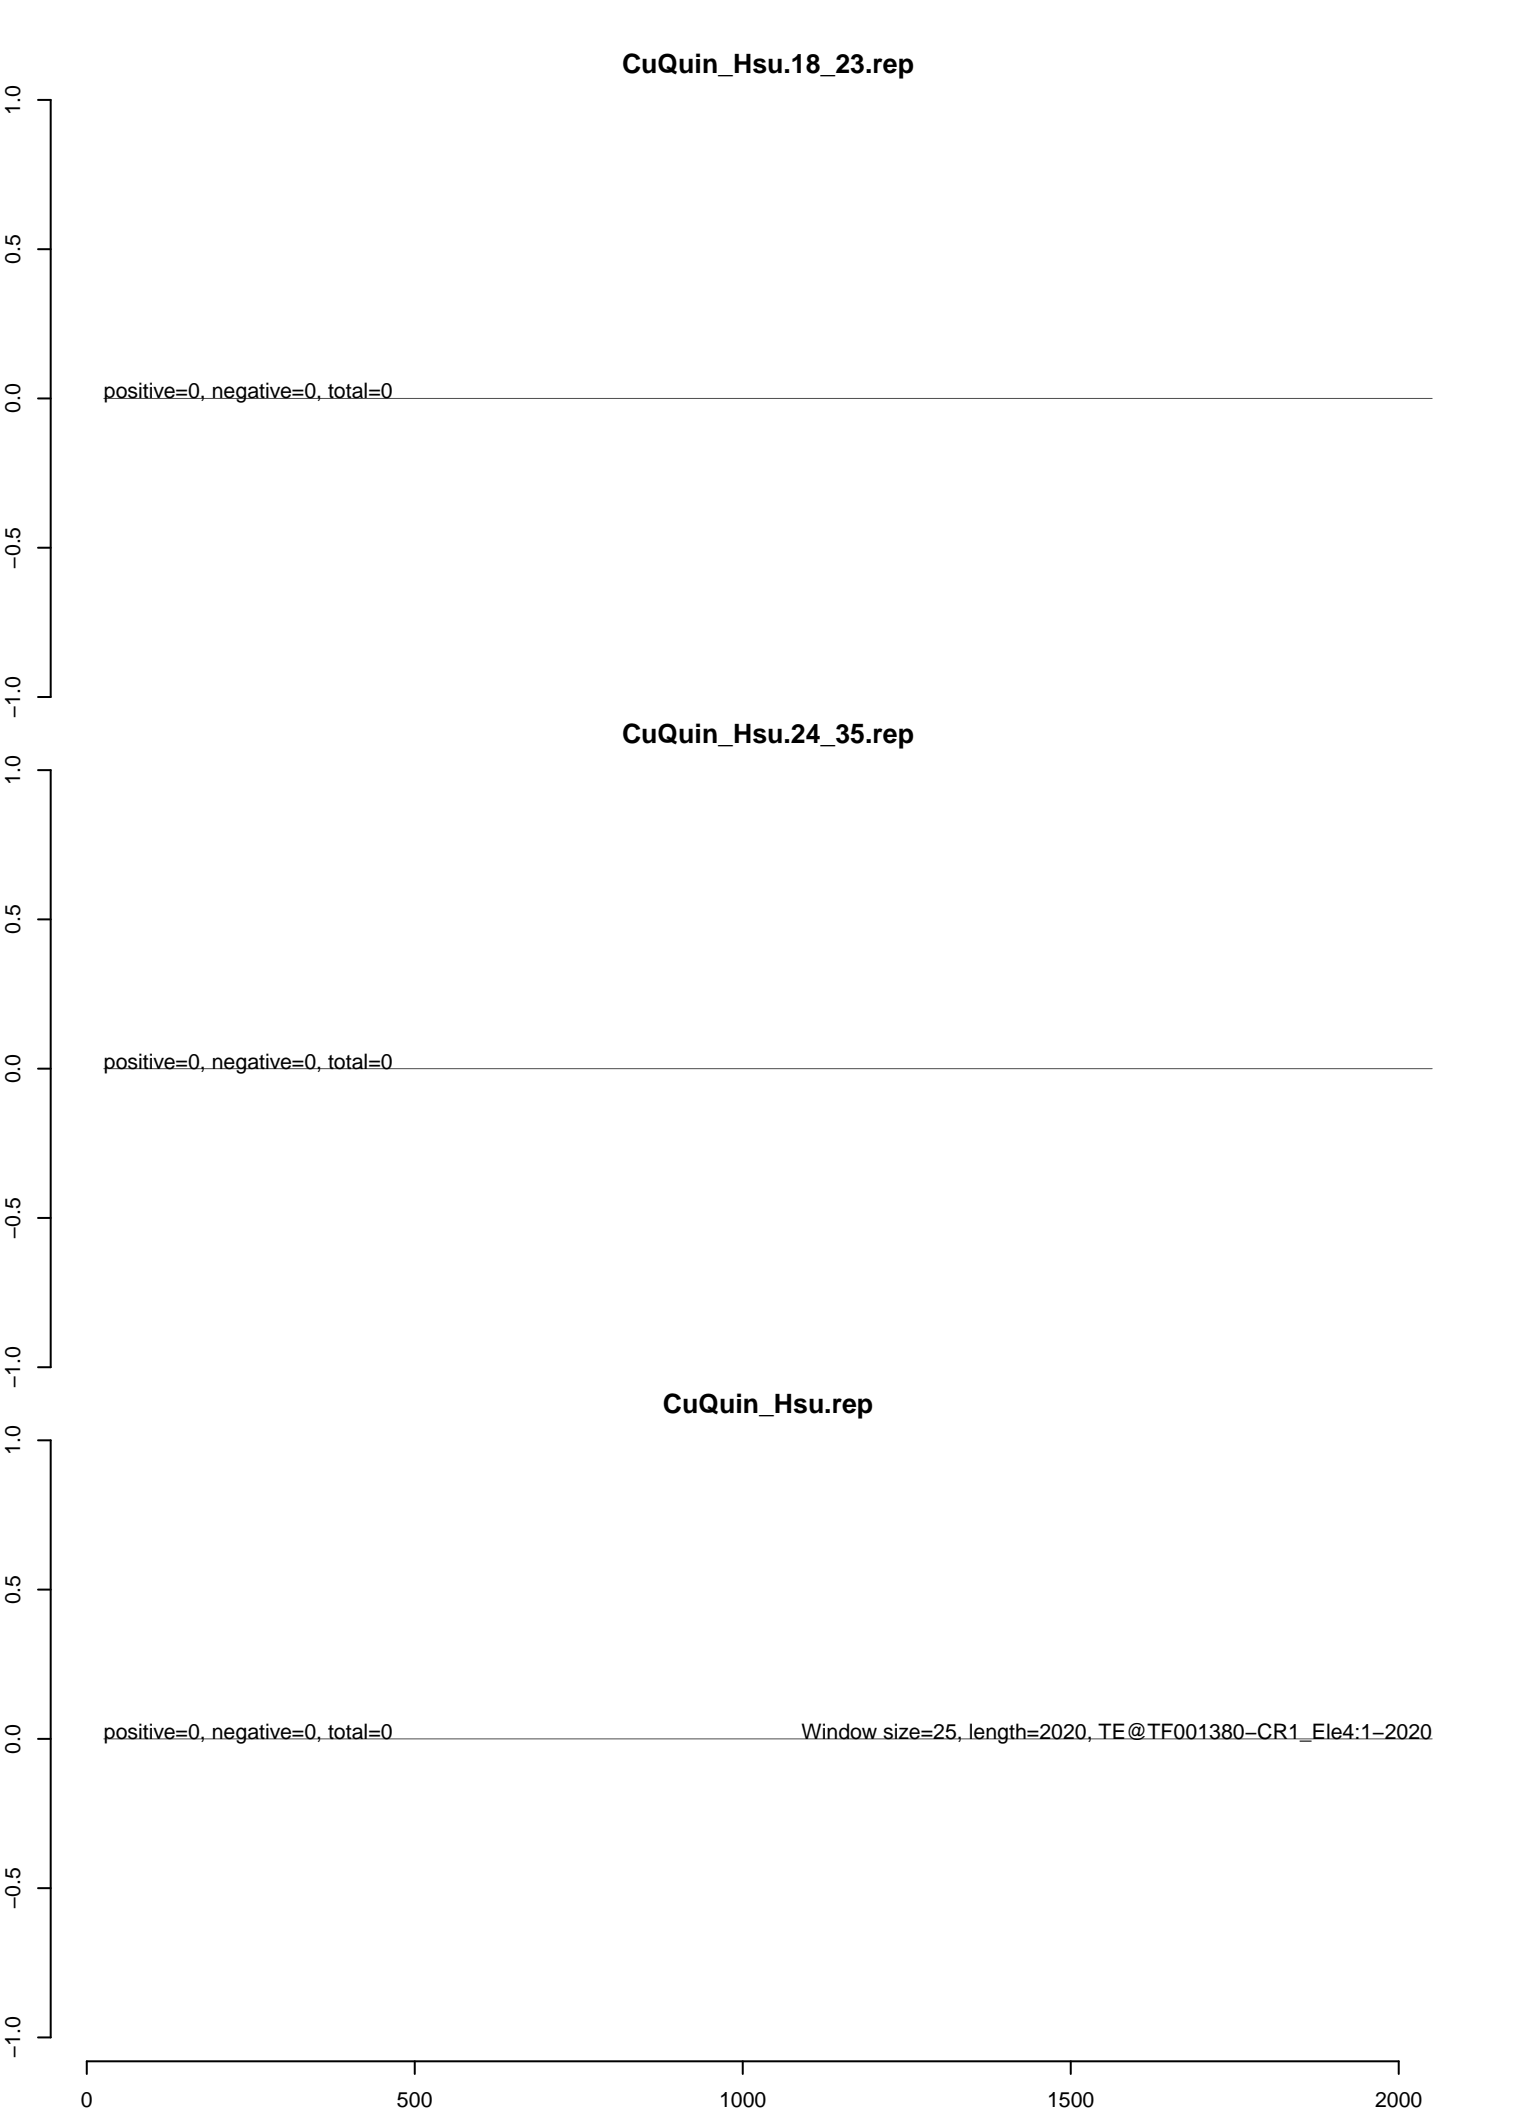 CuQuin_Hsu.18_23.rep
1.0
0.5
0.0
−0.5
−1.0
positive=0, negative=0, total=0
CuQuin_Hsu.24_35.rep
1.0
0.5
0.0
−0.5
−1.0
positive=0, negative=0, total=0
CuQuin_Hsu.rep
1.0
0.5
0.0
−0.5
−1.0
positive=0, negative=0, total=0
Window size=25, length=2020, TE@TF001380−CR1_Ele4:1−2020
0 500 1000 1500 2000